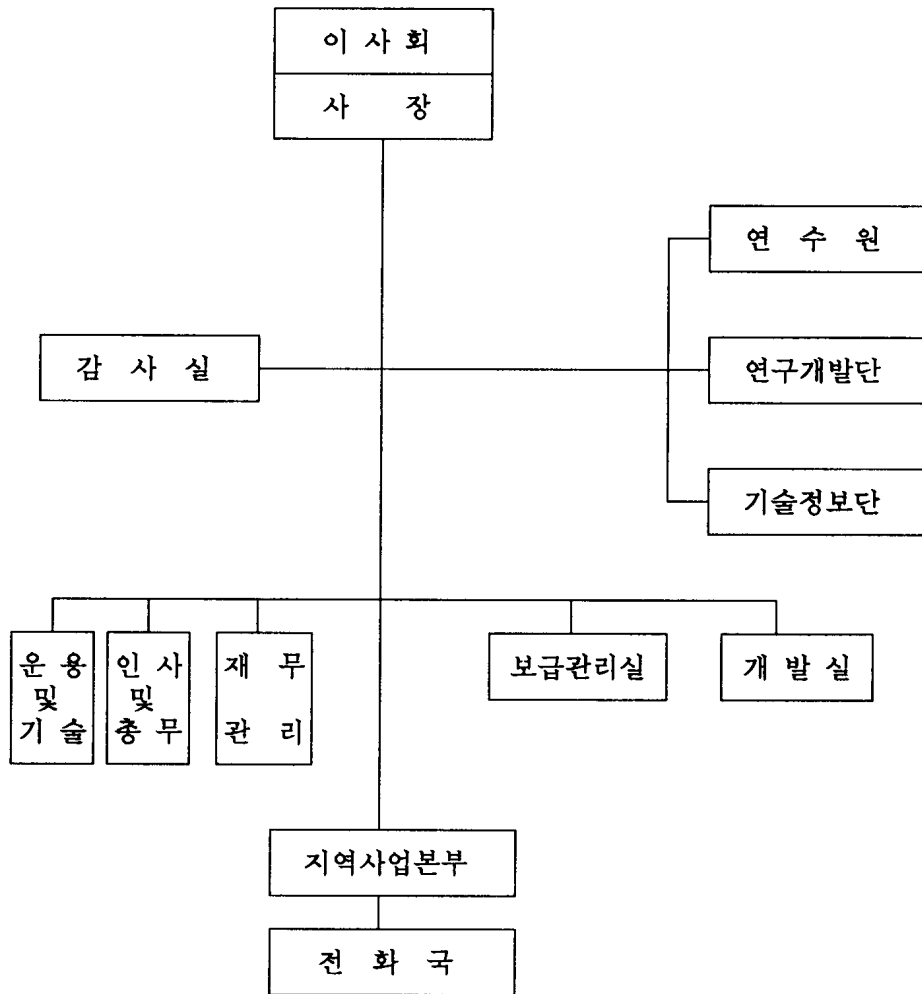 이 사 회
사 장
연 수 원
감 사 실
연구개발단
기술정보단
운 용
및
기 술
인 사
및
총 무
재 무
관 리
보급관리실
개 발 실
지역사업본부
전 화 국